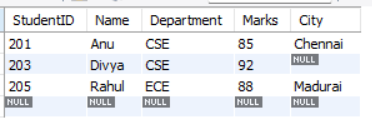 StudentID Name Department Marks City
201 Anu CSE 85 Chennai
203 Divya CSE 92 NULL
205 Rahul ECE 88 Madurai
NULL NULL NULL NULL NULL